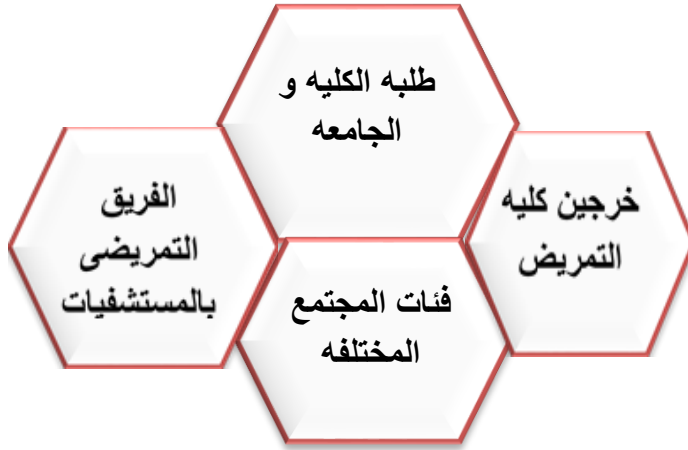 طلبه الكليه و
الجامعه
خرجين كليه
التمريض
الفريق
التمريضى
بالمستشفيات
فئات المجتمع
المختلفه